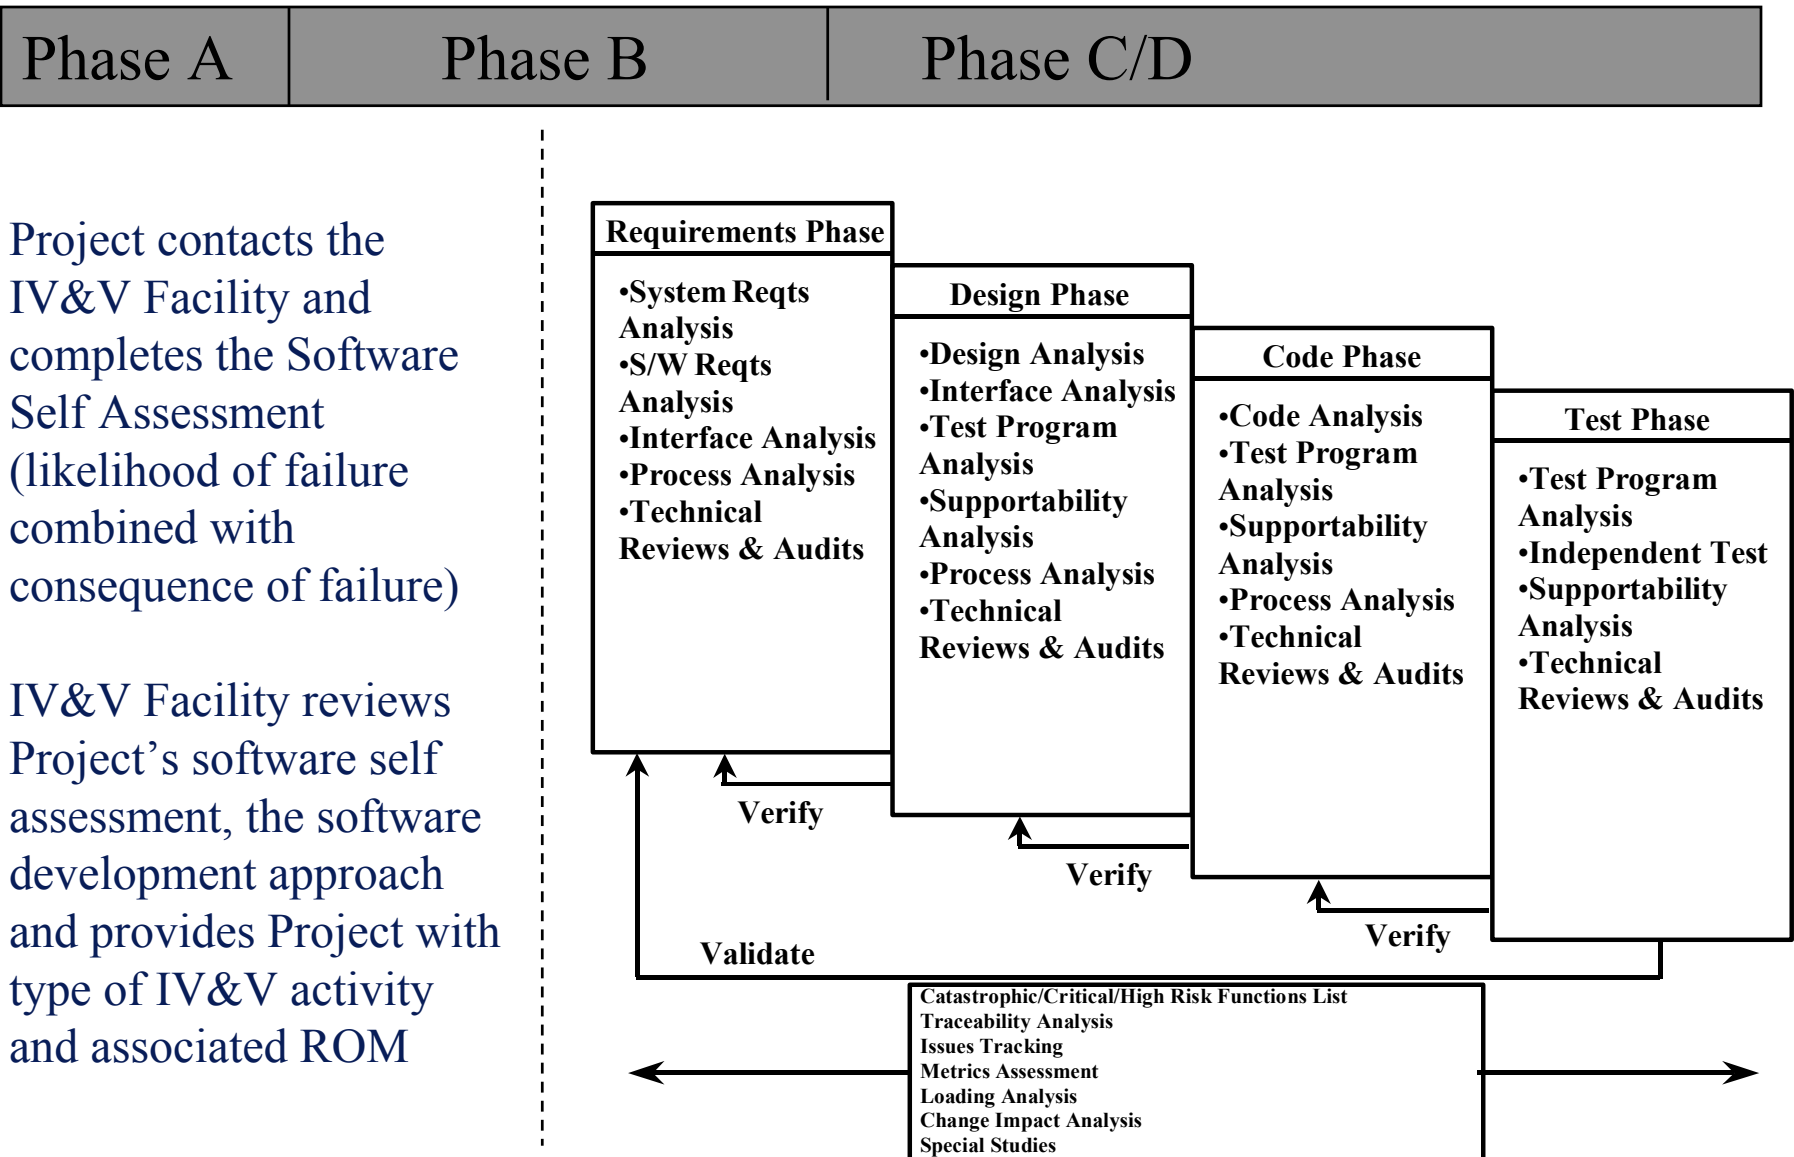 Phase A
Phase B
Phase C/D
Project contacts the
IV&V Facility and
completes the Software
Self Assessment
(likelihood of failure
combined with
consequence of failure)
IV&V Facility reviews
Project’s software self
assessment, the software
development approach
and provides Project with
type of IV&V activity
and associated ROM
Requirements Phase
•System Reqts
Analysis
•S/W Reqts
Analysis
•Interface Analysis
•Process Analysis
•Technical
Reviews & Audits
Design Phase
•Design Analysis
•Interface Analysis
•Test Program
Analysis
•Supportability
Analysis
•Process Analysis
•Technical
Reviews & Audits
Code Phase
•Code Analysis
•Test Program
Analysis
•Supportability
Analysis
•Process Analysis
•Technical
Reviews & Audits
Test Phase
•Test Program
Analysis
•Independent Test
•Supportability
Analysis
•Technical
Reviews & Audits
Verify
Verify
Verify
Validate
Catastrophic/Critical/High Risk Functions List
Traceability Analysis
Issues Tracking
Metrics Assessment
Loading Analysis
Change Impact Analysis
Special Studies